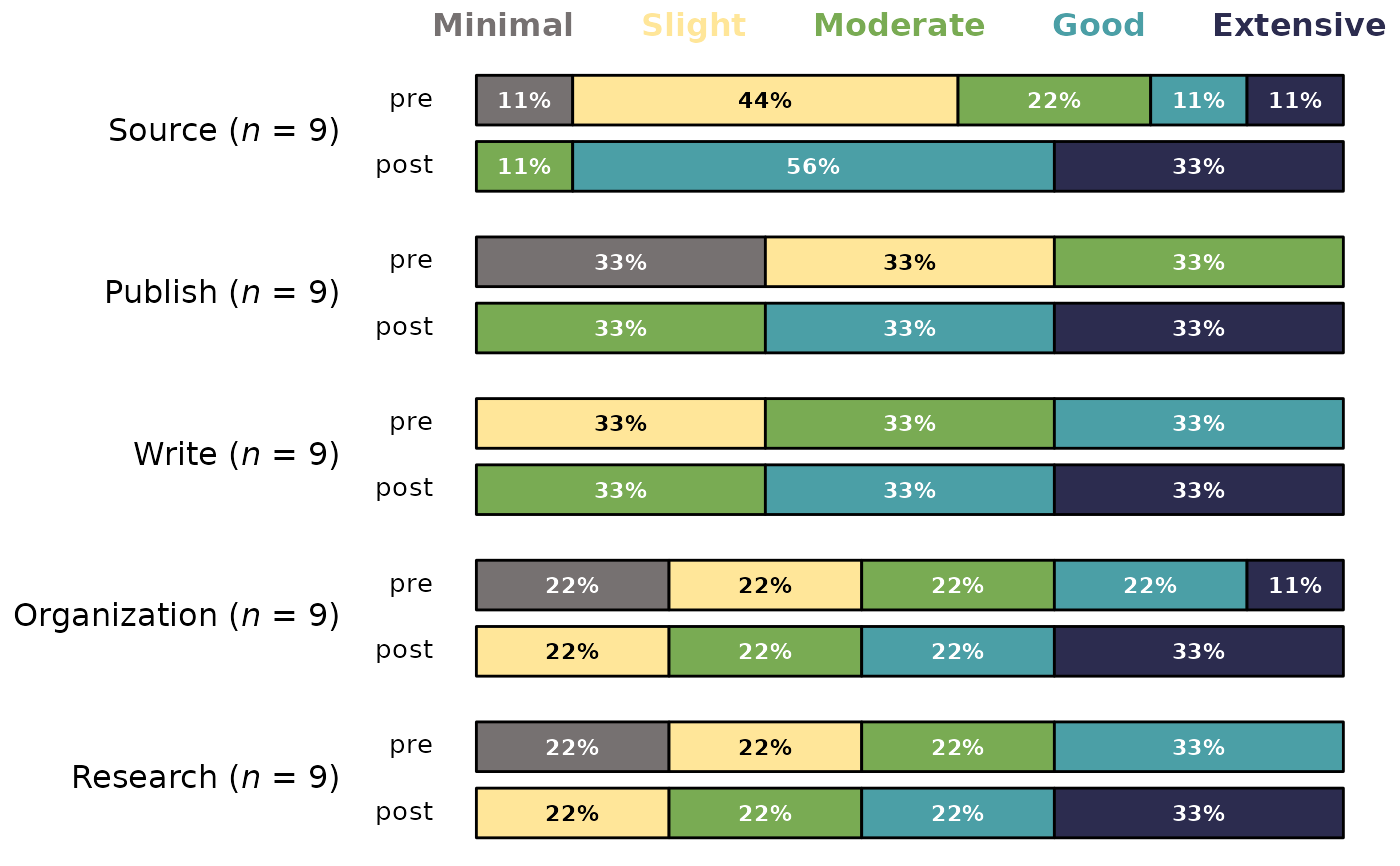 Minimal Slight Moderate Good Extensive
pre 11% 44% 22% 11% 11%
Source (n = 9)
post 11% 56% 33%
pre 33% 33% 33%
Publish (n = 9)
post 33% 33% 33%
pre 33% 33% 33%
Write (n = 9)
post 33% 33% 33%
pre 22% 22% 22% 22% 11%
Organization (n = 9)
post 22% 22% 22% 33%
pre 22% 22% 22% 33%
Research (n = 9)
post 22% 22% 22% 33%